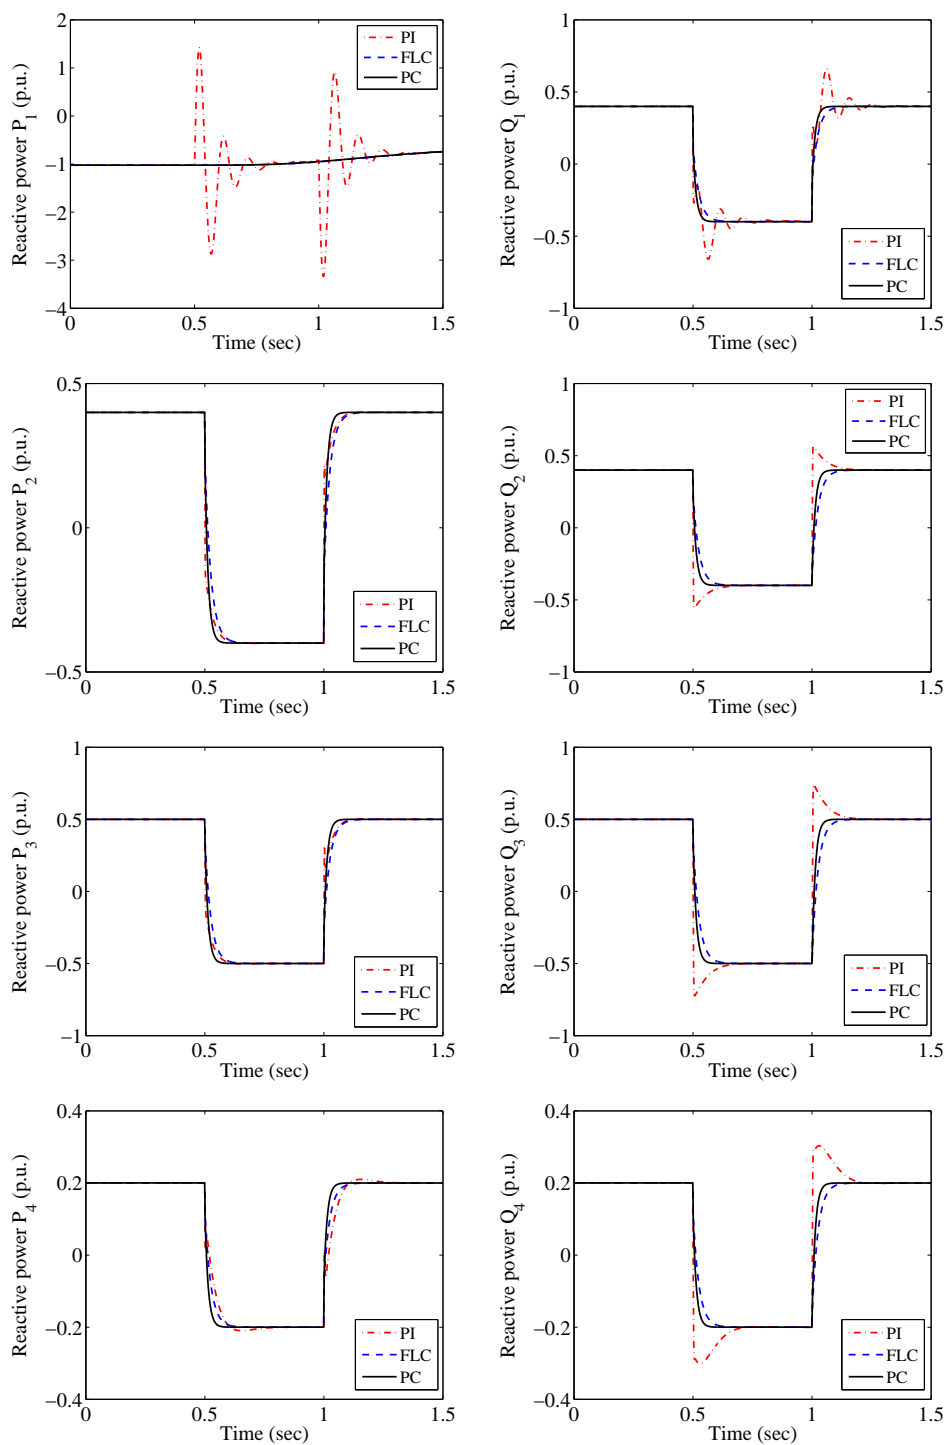 2
1
0
−1
−2
−3
−4
0
0.5
1
1.5
Time (sec)
Reactive power P1 (p.u.)
PI
FLC
PC
1
0.5
0
−0.5
−1
0
0.5
1
1.5
Time (sec)
Reactive power Q1 (p.u.)
PI
FLC
PC
0.5
0
−0.5
0
0.5
1
1.5
Time (sec)
Reactive power P2 (p.u.)
PI
FLC
PC
1
0.5
0
−0.5
−1
0
0.5
1
1.5
Time (sec)
Reactive power Q2 (p.u.)
PI
FLC
PC
1
0.5
0
−0.5
−1
0
0.5
1
1.5
Time (sec)
Reactive power P3 (p.u.)
PI
FLC
PC
1
0.5
0
−0.5
−1
0
0.5
1
1.5
Time (sec)
Reactive power Q3 (p.u.)
PI
FLC
PC
0.4
0.2
0
−0.2
−0.4
0
0.5
1
1.5
Time (sec)
Reactive power P4 (p.u.)
PI
FLC
PC
0.4
0.2
0
−0.2
−0.4
0
0.5
1
1.5
Time (sec)
Reactive power Q4 (p.u.)
PI
FLC
PC